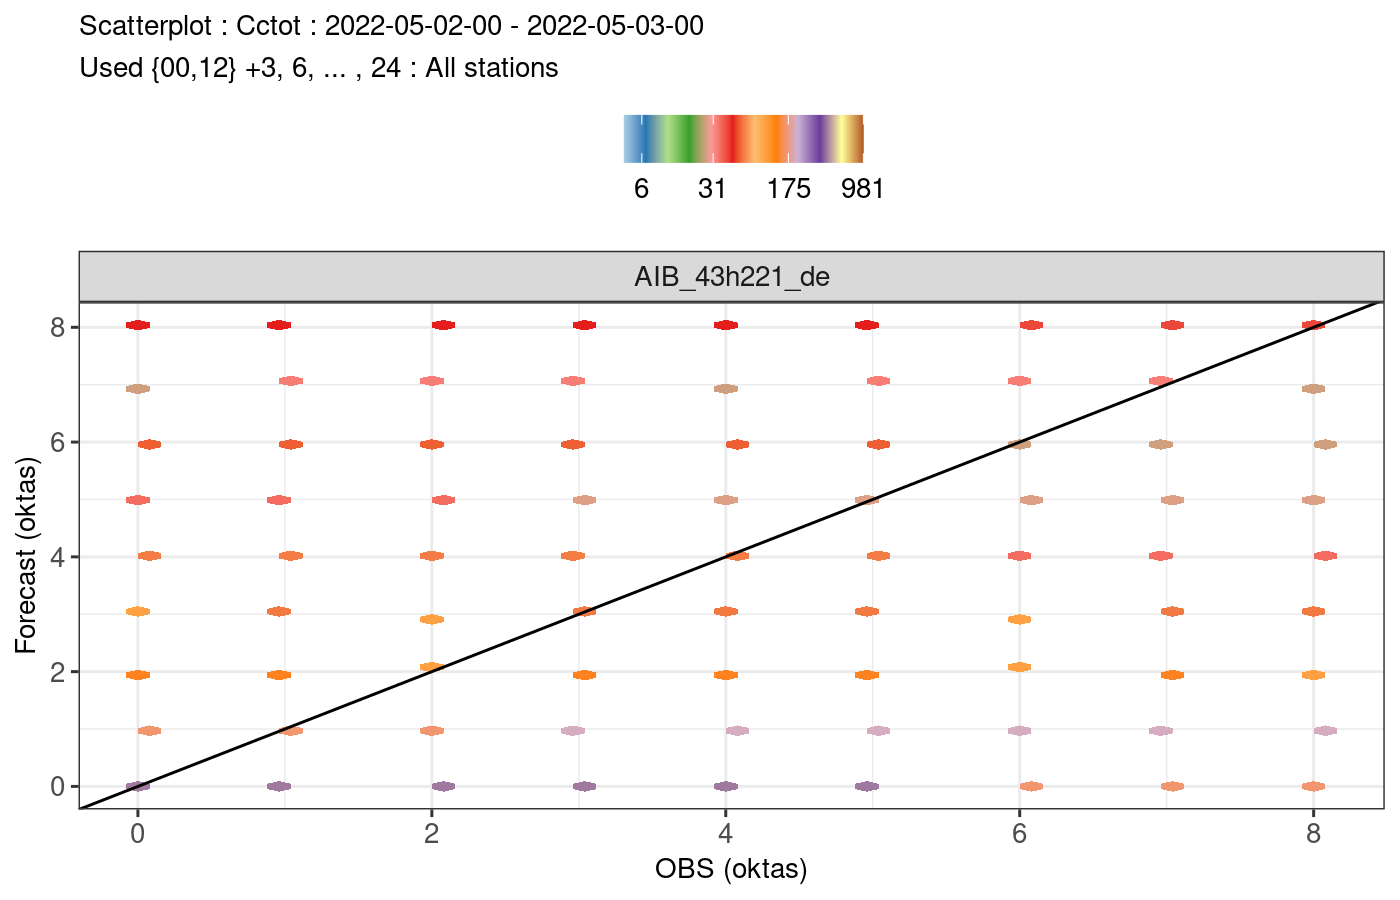 Scatterplot : Cctot : 2022-05-02-00 - 2022-05-03-00
Used {00,12} +3, 6, ... , 24 : All stations
6 31 175 981
AIB_43h221_de
8
6
4
2
0
Forecast (oktas)
0 2 4 6 8
OBS (oktas)